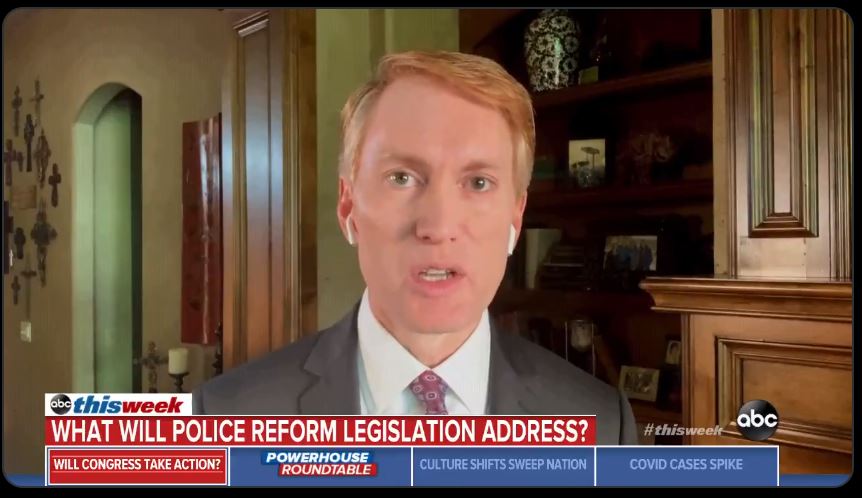 abc thisweek
WHAT WILL POLICE REFORM LEGISLATION ADDRESS?
#thisweek abc
WILL CONGRESS TAKE ACTION?
POWERHOUSE
ROUNDTABLE
CULTURE SHIFTS SWEEP NATION
COVID CASES SPIKE